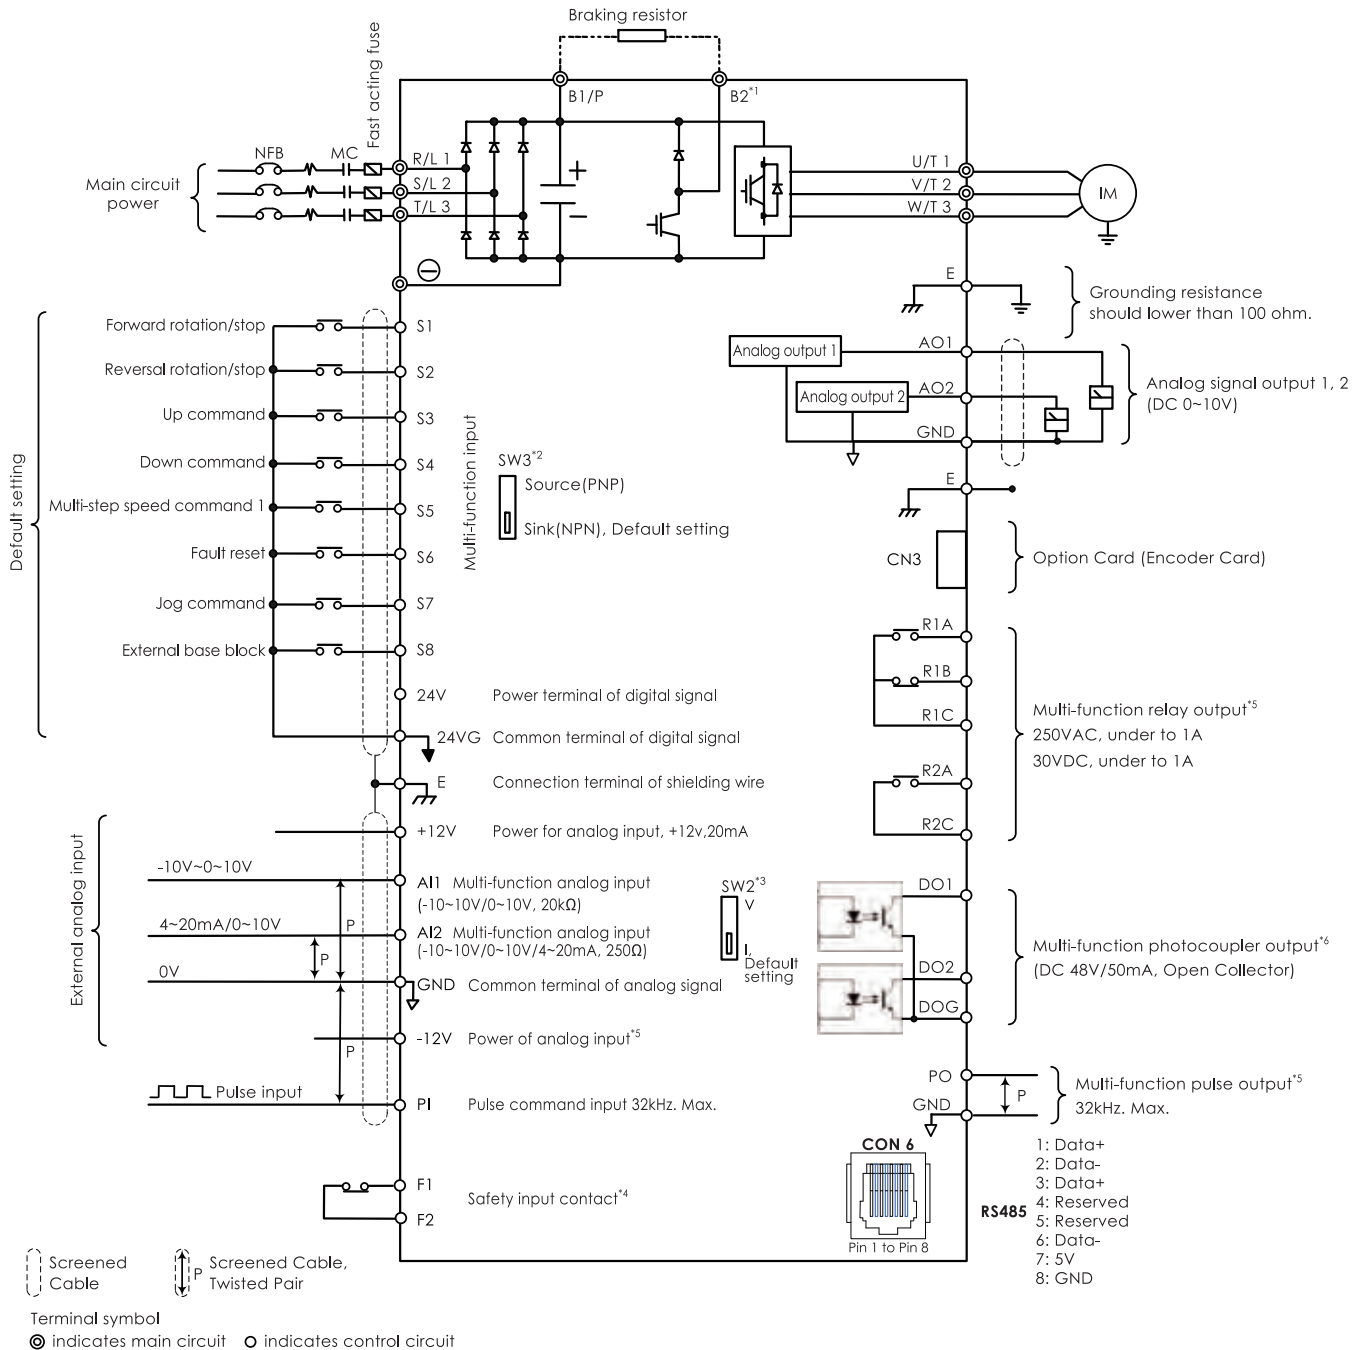 Braking resistor
Fast acting fuse
B1/P
B2*1
NFB
MC
R/L 1
S/L 2
T/L 3
Main circuit
power
+
−
U/T 1
V/T 2
W/T 3
IM
E
Grounding resistance
should lower than 100 ohm.
Default setting
Forward rotation/stop
S1
Reversal rotation/stop
S2
Up command
S3
Down command
S4
Multi-step speed command 1
S5
Fault reset
S6
Jog command
S7
External base block
S8
Multi-function input
SW3*2
Source(PNP)
Sink(NPN), Default setting
24V
Power terminal of digital signal
24VG
Common terminal of digital signal
E
Connection terminal of shielding wire
Analog output 1
AO1
Analog output 2
AO2
GND
Analog signal output 1, 2
(DC 0~10V)
E
CN3
Option Card (Encoder Card)
R1A
R1B
R1C
R2A
R2C
Multi-function relay output*5
250VAC, under to 1A
30VDC, under to 1A
External analog input
+12V
Power for analog input, +12v,20mA
-10V~0~10V
AI1 Multi-function analog input
(-10~10V/0~10V, 20kΩ)
4~20mA/0~10V
P
AI2 Multi-function analog input
(-10~10V/0~10V/4~20mA, 250Ω)
P
0V
GND Common terminal of analog signal
-12V Power of analog input*5
P
Pulse input
PI
Pulse command input 32kHz. Max.
SW2*3
V
I,
Default
setting
DO1
DO2
DOG
Multi-function photocoupler output*6
(DC 48V/50mA, Open Collector)
PO
P
GND
Multi-function pulse output*5
32kHz. Max.
F1
F2
Safety input contact*4
CON 6
Pin 1 to Pin 8
RS485
1: Data+
2: Data-
3: Data+
4: Reserved
5: Reserved
6: Data-
7: 5V
8: GND
Screened
Cable
P
Screened Cable,
Twisted Pair
Terminal symbol
indicates main circuit
indicates control circuit